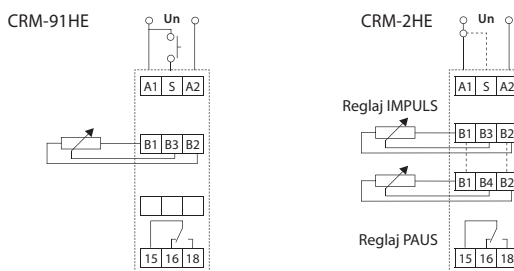 CRM-91HE
Un
A1 S A2
B1 B3 B2
15 16 18
CRM-2HE
Un
A1 S A2
Reglaj IMPULS
B1 B3 B2
B1 B4 B2
Reglaj PAUS
15 16 18